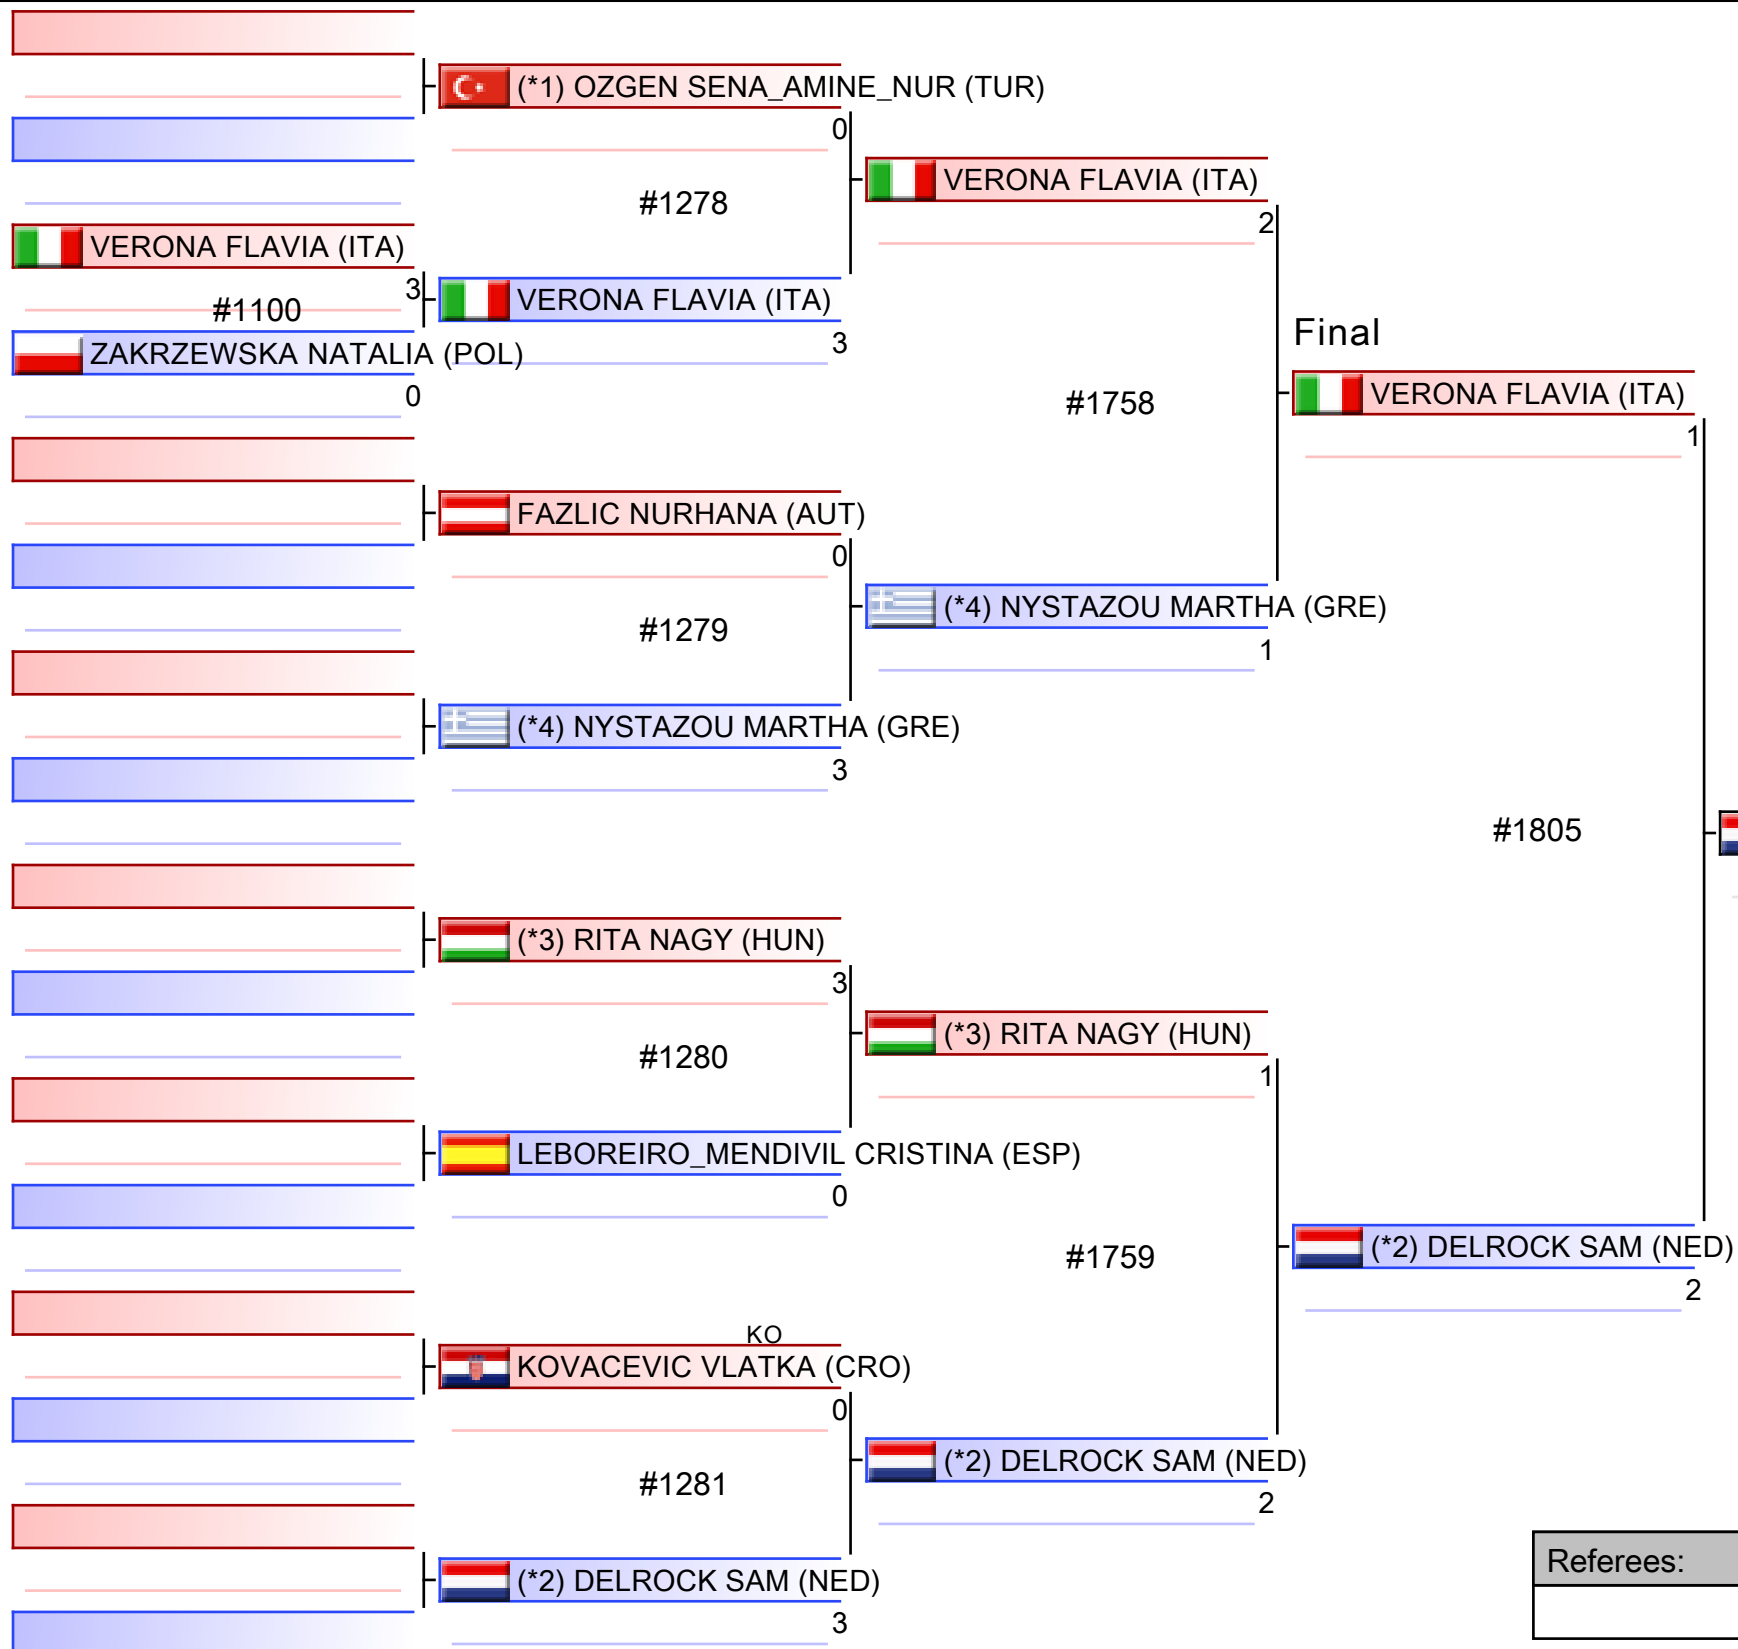 (*1) OZGEN SENA_AMINE_NUR (TUR)
0
VERONA FLAVIA (ITA)
2
#1278
VERONA FLAVIA (ITA)
3
#1100
VERONA FLAVIA (ITA)
3
ZAKRZEWSKA NATALIA (POL)
0
Final
VERONA FLAVIA (ITA)
1
#1758
FAZLIC NURHANA (AUT)
0
(*4) NYSTAZOU MARTHA (GRE)
1
#1279
(*4) NYSTAZOU MARTHA (GRE)
3
#1805
(*3) RITA NAGY (HUN)
3
(*3) RITA NAGY (HUN)
1
#1280
LEBOREIRO_MENDIVIL CRISTINA (ESP)
0
#1759
(*2) DELROCK SAM (NED)
2
KO
KOVACEVIC VLATKA (CRO)
0
(*2) DELROCK SAM (NED)
2
#1281
(*2) DELROCK SAM (NED)
3
Referees: